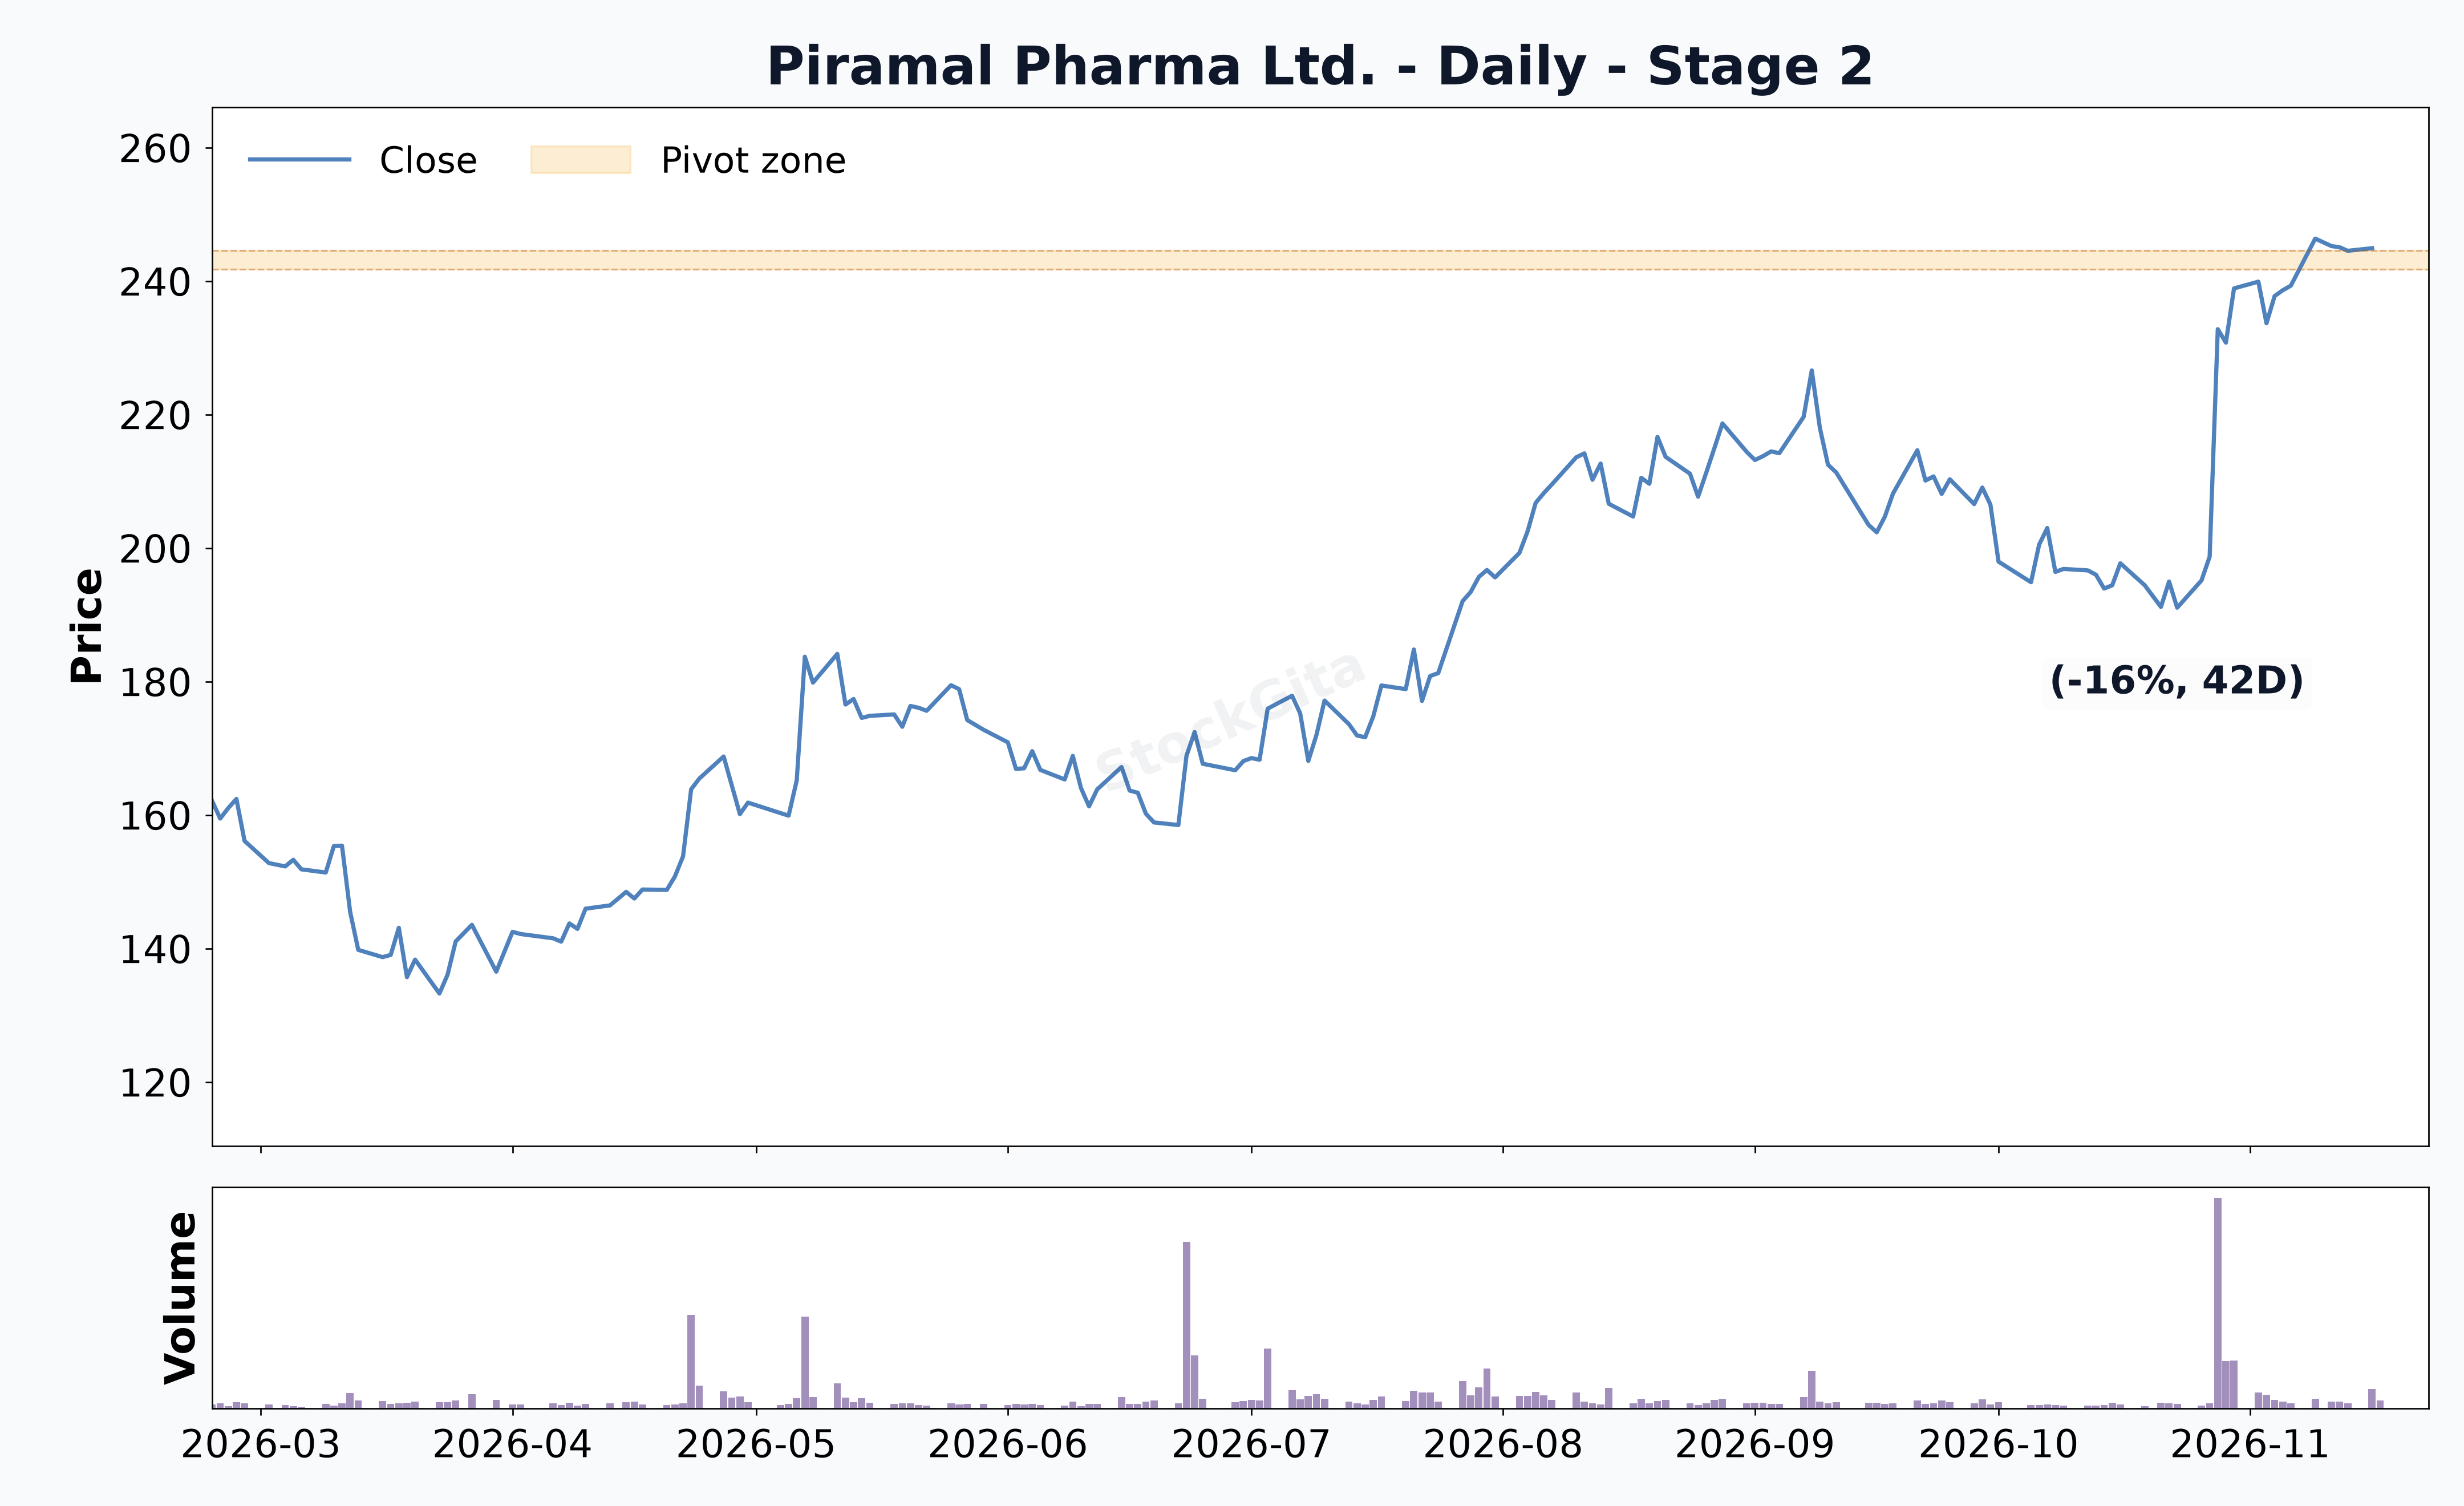 Piramal Pharma Ltd. - Daily - Stage 2
Close
Pivot zone
260
240
220
200
180
160
140
120
Price
StockGita
(-16%, 42D)
Volume
2026-03
2026-04
2026-05
2026-06
2026-07
2026-08
2026-09
2026-10
2026-11